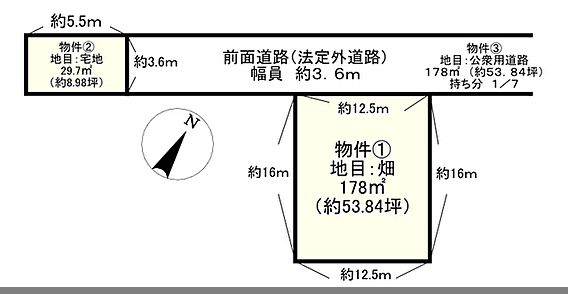 約5.5m
物件②
地目：宅地
29.7㎡
（約8.98坪）
約3.6m
前面道路（法定外道路）
幅員 約3.6m
物件③
地目：公衆用道路
178㎡（約53.84坪）
持ち分 1／7
約12.5m
N
物件①
地目：畑
178㎡
（約53.84坪）
約16m
約16m
約12.5m